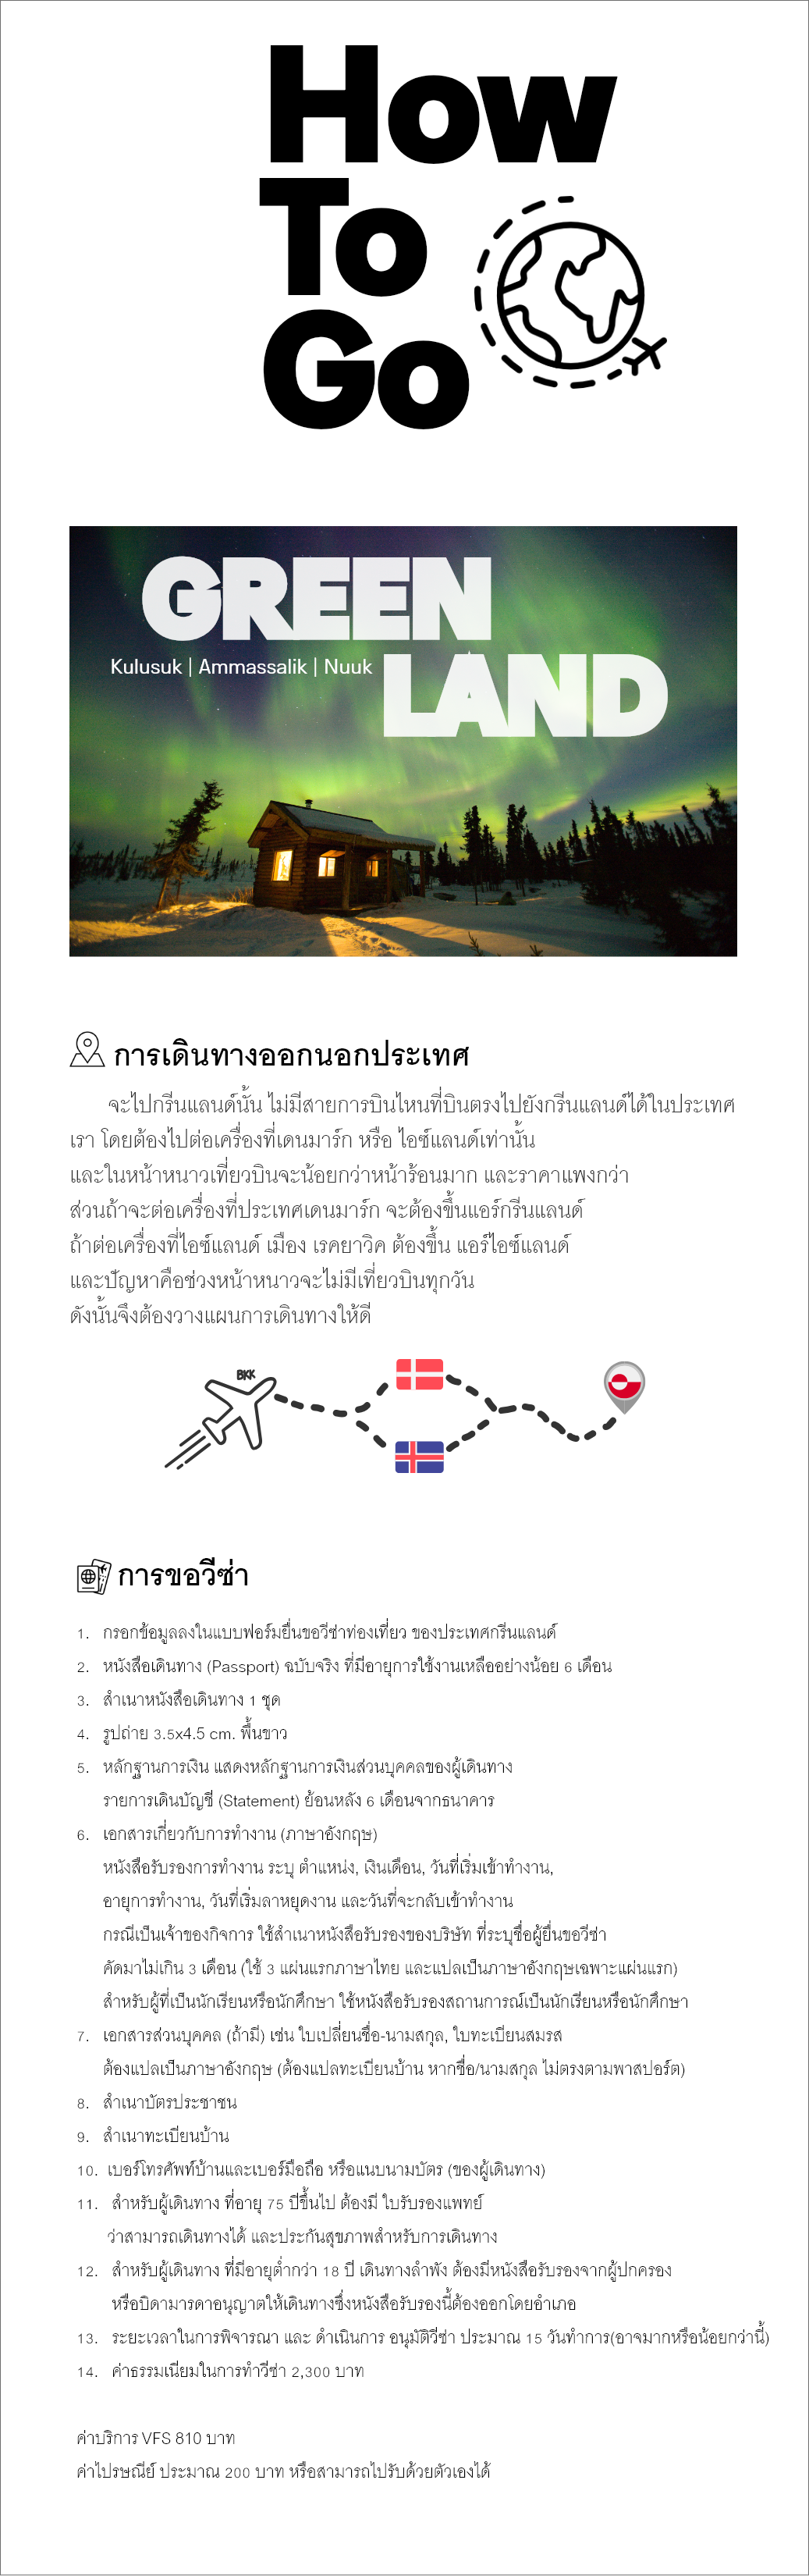 How
To
Go
GREEN
Kulusuk | Ammassalik | Nuuk
LAND
การเดินทางออกนอกประเทศ
จะไปกรีนแลนด์นั้น ไม่มีสายการบินไหนที่บินตรงไปยังกรีนแลนด์ได้ในประเทศ
เรา โดยต้องไปต่อเครื่องที่เดนมาร์ก หรือ ไอซ์แลนด์เท่านั้น
และในหน้าหนาวเที่ยวบินจะน้อยกว่าหน้าร้อนมาก และราคาแพงกว่า
ส่วนถ้าจะต่อเครื่องที่ประเทศเดนมาร์ก จะต้องขึ้นแอร์กรีนแลนด์
ถ้าต่อเครื่องที่ไอซ์แลนด์ เมือง เรคยาวิค ต้องขึ้น แอร์ไอซ์แลนด์
และปัญหาคือช่วงหน้าหนาวจะไม่มีเที่ยวบินทุกวัน
ดังนั้นจึงต้องวางแผนการเดินทางให้ดี
BKK
การขอวีซ่า
1. กรอกข้อมูลลงในแบบฟอร์มยื่นขอวีซ่าท่องเที่ยว ของประเทศกรีนแลนด์
2. หนังสือเดินทาง (Passport) ฉบับจริง ที่มีอายุการใช้งานเหลืออย่างน้อย 6 เดือน
3. สำเนาหนังสือเดินทาง 1 ชุด
4. รูปถ่าย 3.5x4.5 cm. พื้นขาว
5. หลักฐานการเงิน แสดงหลักฐานการเงินส่วนบุคคลของผู้เดินทาง
รายการเดินบัญชี (Statement) ย้อนหลัง 6 เดือนจากธนาคาร
6. เอกสารเกี่ยวกับการทำงาน (ภาษาอังกฤษ)
หนังสือรับรองการทำงาน ระบุ ตำแหน่ง, เงินเดือน, วันที่เริ่มเข้าทำงาน,
อายุการทำงาน, วันที่เริ่มลาหยุดงาน และวันที่จะกลับเข้าทำงาน
กรณีเป็นเจ้าของกิจการ ใช้สำเนาหนังสือรับรองของบริษัท ที่ระบุชื่อผู้ยื่นขอวีซ่า
คัดมาไม่เกิน 3 เดือน (ใช้ 3 แผ่นแรกภาษาไทย และแปลเป็นภาษาอังกฤษเฉพาะแผ่นแรก)
สำหรับผู้ที่เป็นนักเรียนหรือนักศึกษา ใช้หนังสือรับรองสถานการณ์เป็นนักเรียนหรือนักศึกษา
7. เอกสารส่วนบุคคล (ถ้ามี) เช่น ใบเปลี่ยนชื่อ-นามสกุล, ใบทะเบียนสมรส
ต้องแปลเป็นภาษาอังกฤษ (ต้องแปลทะเบียนบ้าน หากชื่อ/นามสกุล ไม่ตรงตามพาสปอร์ต)
8. สำเนาบัตรประชาชน
9. สำเนาทะเบียนบ้าน
10. เบอร์โทรศัพท์บ้านและเบอร์มือถือ หรือแนบนามบัตร (ของผู้เดินทาง)
11. สำหรับผู้เดินทาง ที่อายุ 75 ปีขึ้นไป ต้องมี ใบรับรองแพทย์
ว่าสามารถเดินทางได้ และประกันสุขภาพสำหรับการเดินทาง
12. สำหรับผู้เดินทาง ที่มีอายุต่ำกว่า 18 ปี เดินทางลำพัง ต้องมีหนังสือรับรองจากผู้ปกครอง
หรือบิดามารดาอนุญาตให้เดินทางซึ่งหนังสือรับรองนี้ต้องออกโดยอำเภอ
13. ระยะเวลาในการพิจารณา และ ดำเนินการ อนุมัติวีซ่า ประมาณ 15 วันทำการ(อาจมากหรือน้อยกว่านี้)
14. ค่าธรรมเนียมในการทำวีซ่า 2,300 บาท
ค่าบริการ VFS 810 บาท
ค่าไปรษณีย์ ประมาณ 200 บาท หรือสามารถไปรับด้วยตัวเองได้